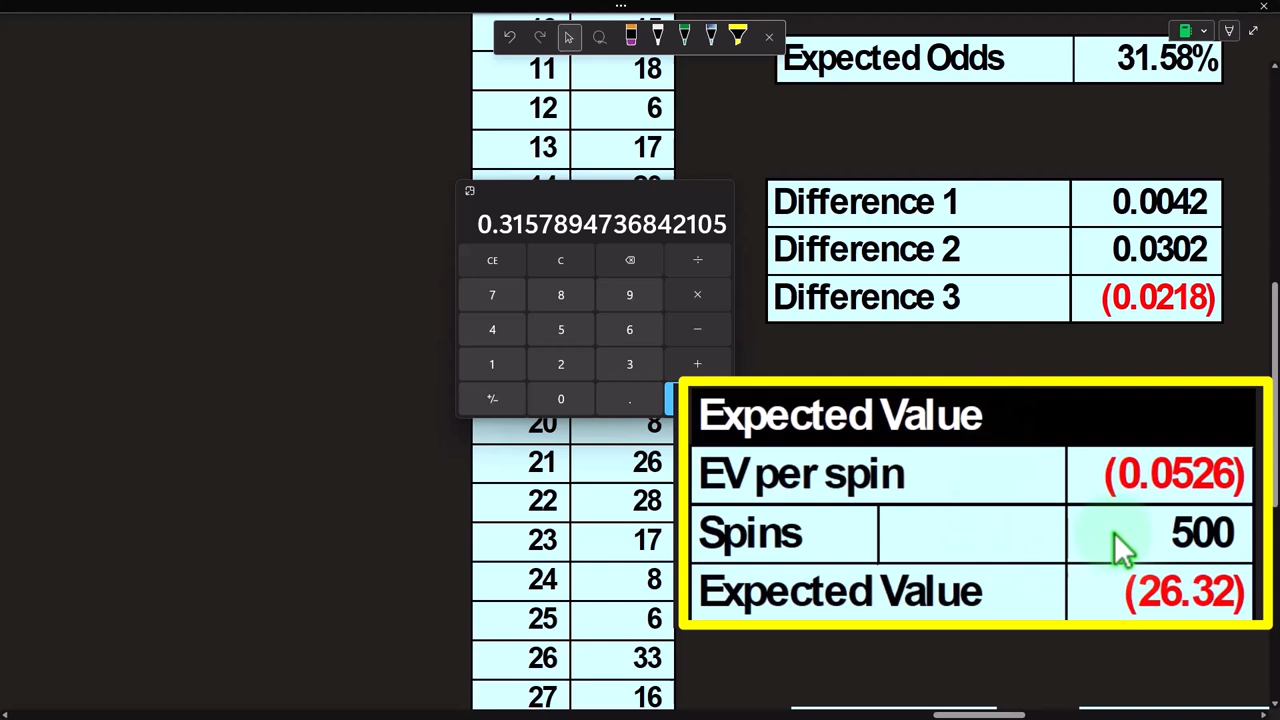 Expected Odds 31.58%
11 18
12 6
13 17
0.3157894736842105
CE C ⌫ ÷
7 8 9 ×
4 5 6 −
1 2 3 +
+/- 0 .
Difference 1 0.0042
Difference 2 0.0302
Difference 3 (0.0218)
Expected Value
EV per spin (0.0526)
Spins 500
Expected Value (26.32)
20 8
21 26
22 28
23 17
24 8
25 6
26 33
27 16